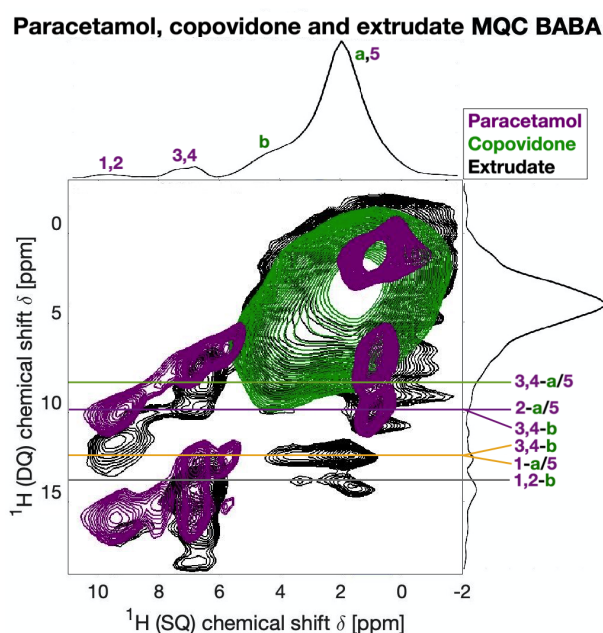 Paracetamol, copovidone and extrudate MQC BABA
a,5
b
3,4
1,2
Paracetamol
Copovidone
Extrudate
0
5
10
15
¹H (DQ) chemical shift δ [ppm]
3,4-a/5
2-a/5
3,4-b
3,4-b
1-a/5
1,2-b
10 8 6 4 2 0 -2
¹H (SQ) chemical shift δ [ppm]